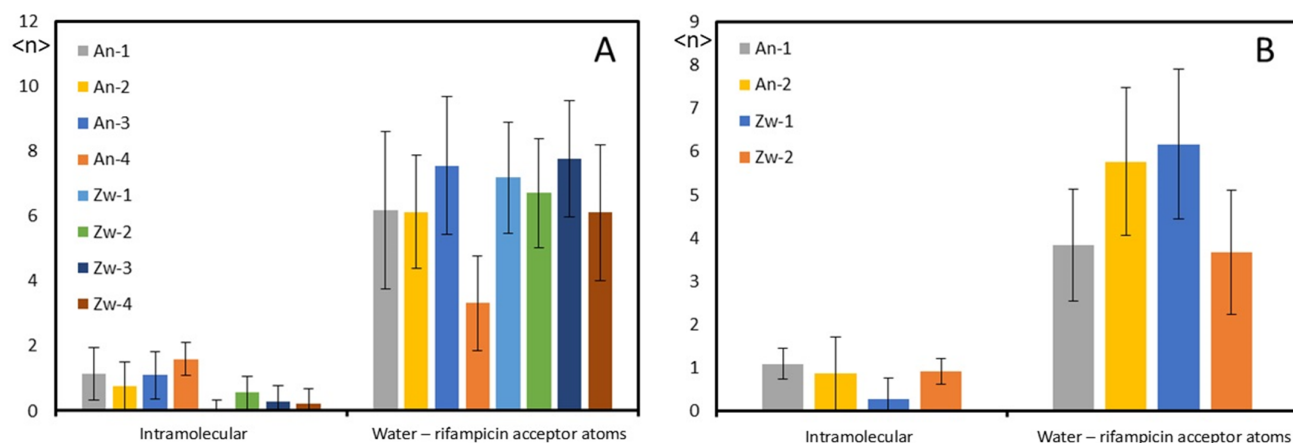 12
<n>
10
8
6
4
2
0
An-1
An-2
An-3
An-4
Zw-1
Zw-2
Zw-3
Zw-4
A
Intramolecular
Water – rifampicin acceptor atoms
9
<n>
8
7
6
5
4
3
2
1
0
An-1
An-2
Zw-1
Zw-2
B
Intramolecular
Water – rifampicin acceptor atoms